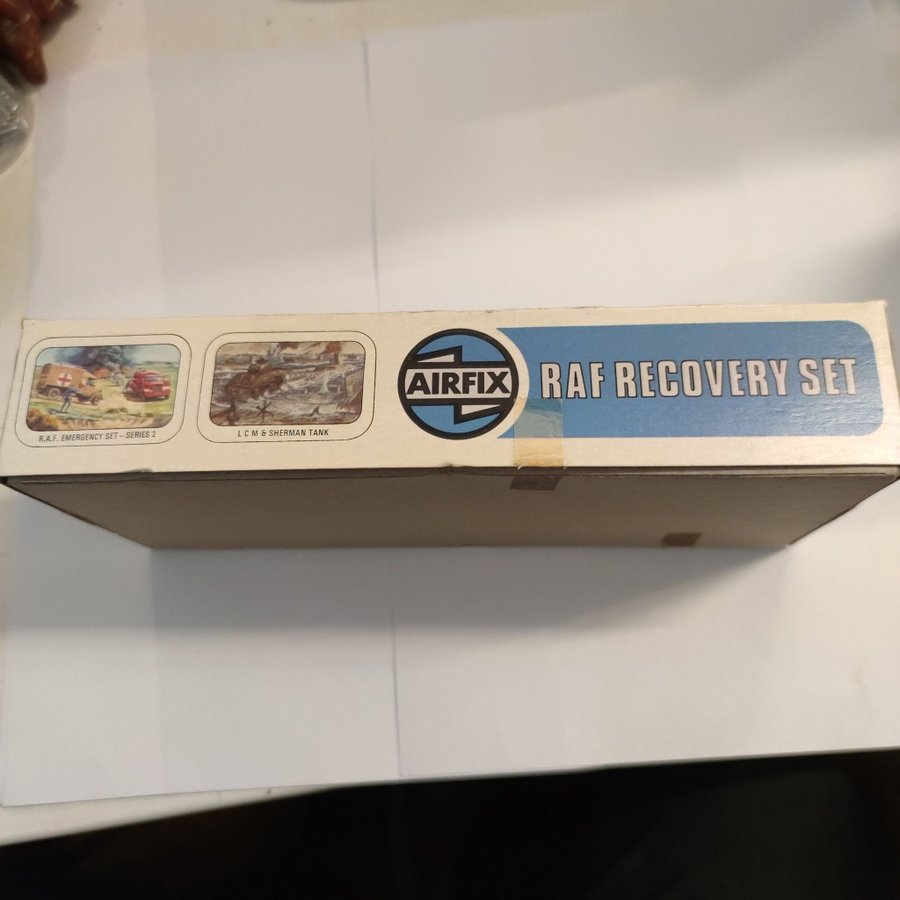 R.A.F. EMERGENCY SET – SERIES 2
L C M & SHERMAN TANK
AIRFIX
RAF RECOVERY SET